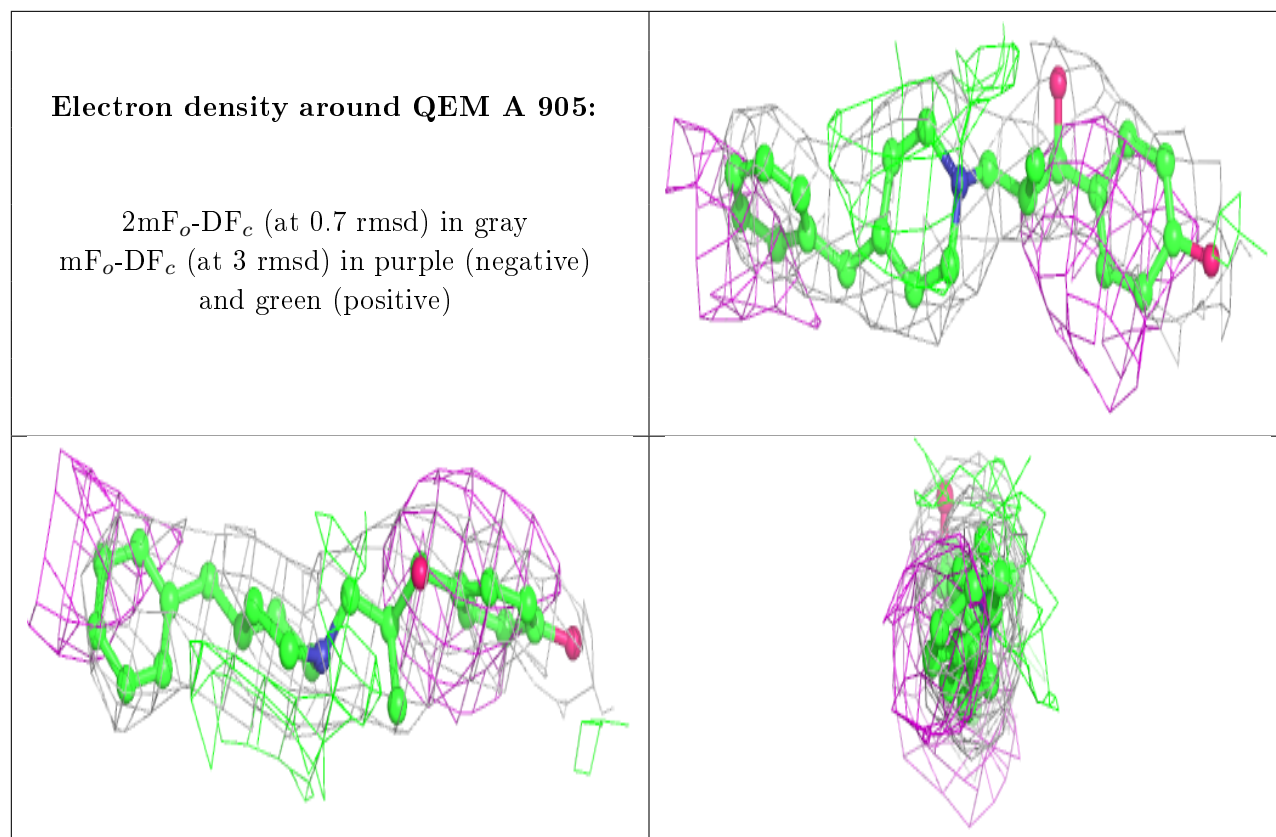 Electron density around QEM A 905:
2mFₒ-DF𝒸 (at 0.7 rmsd) in gray
mFₒ-DF𝒸 (at 3 rmsd) in purple (negative)
and green (positive)